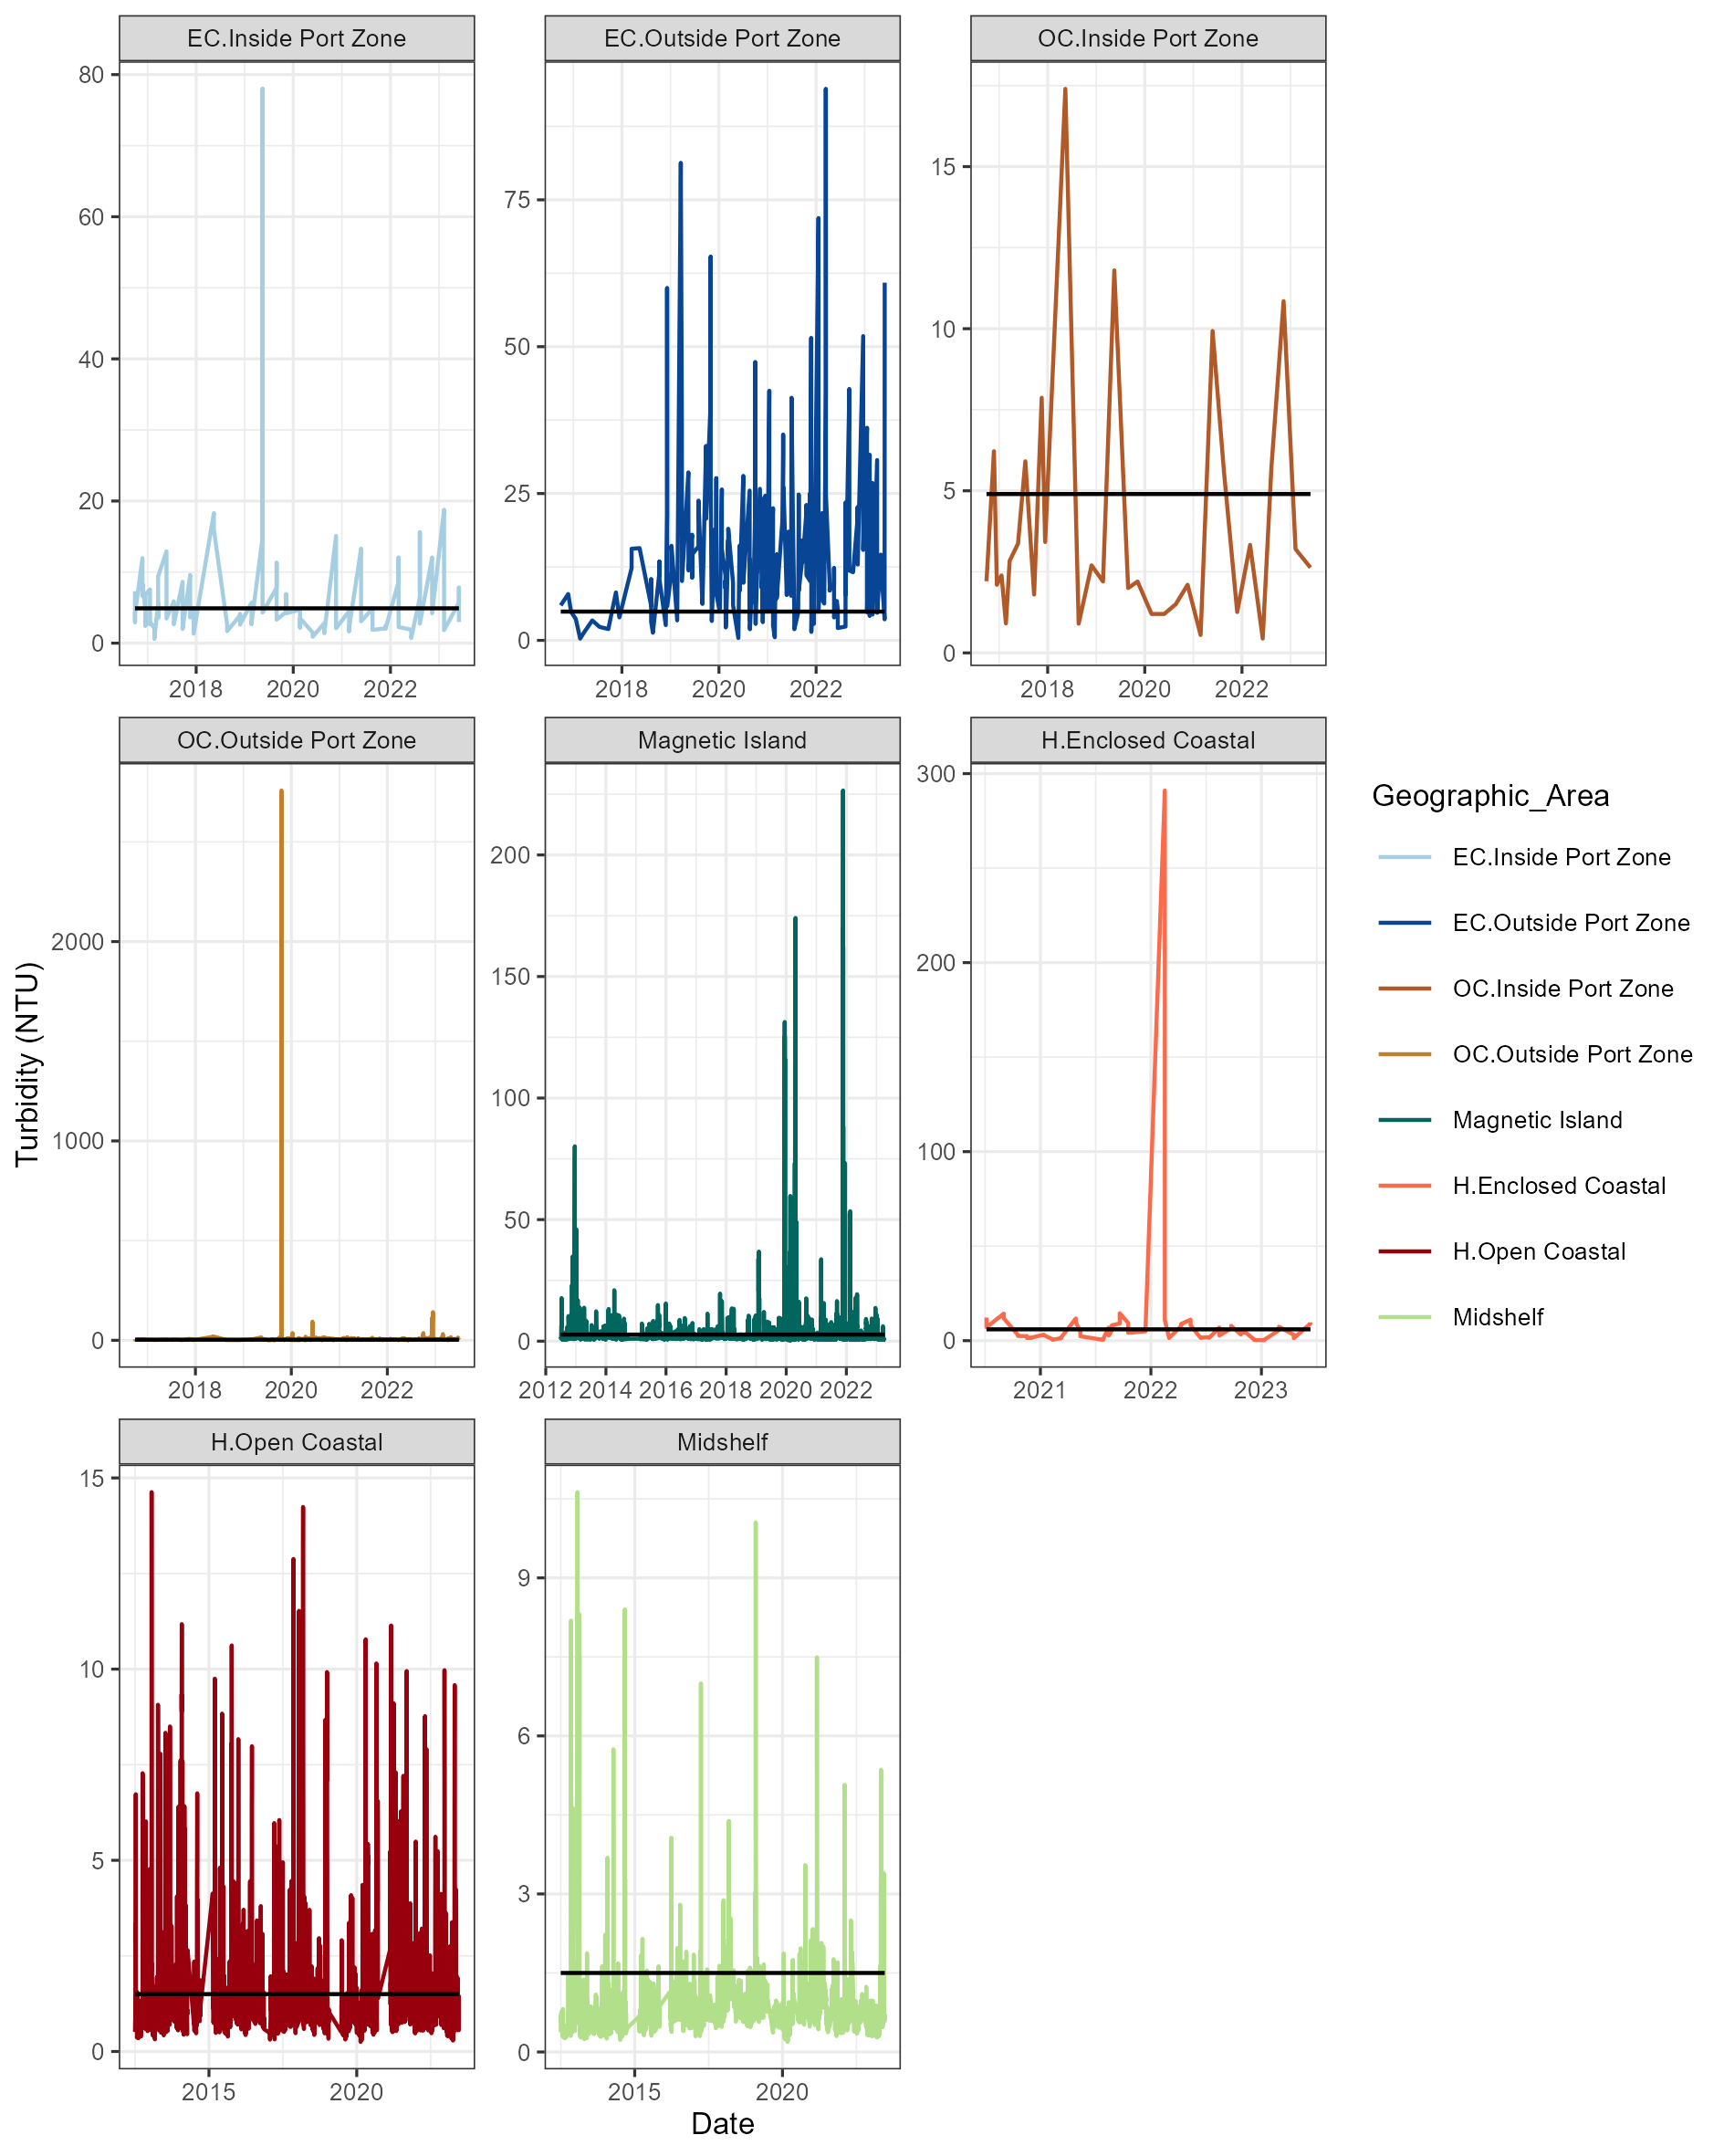 EC.Inside Port Zone
EC.Outside Port Zone
OC.Inside Port Zone
80
60
40
20
0
2018 2020 2022
75
50
25
0
2018 2020 2022
15
10
5
0
2018 2020 2022
OC.Outside Port Zone
Magnetic Island
H.Enclosed Coastal
Turbidity (NTU)
2000
1000
0
2018 2020 2022
200
150
100
50
0
2012 2014 2016 2018 2020 2022
300
200
100
0
2021 2022 2023
H.Open Coastal
Midshelf
15
10
5
0
2015 2020
9
6
3
0
2015 2020
Date
Geographic_Area
EC.Inside Port Zone
EC.Outside Port Zone
OC.Inside Port Zone
OC.Outside Port Zone
Magnetic Island
H.Enclosed Coastal
H.Open Coastal
Midshelf